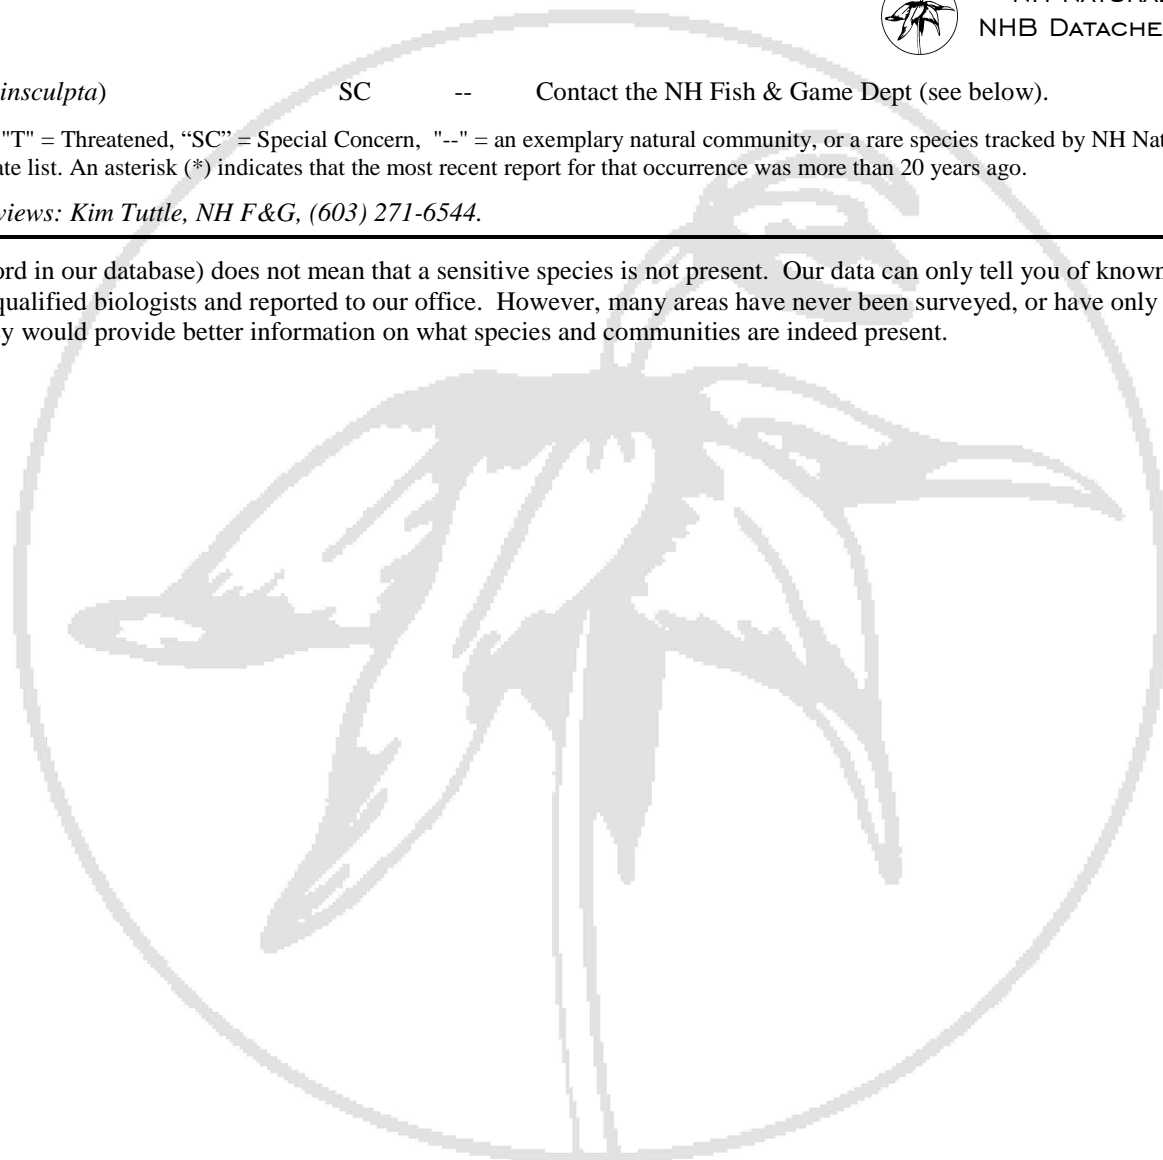 NHB DATACHE
insculpta) SC -- Contact the NH Fish & Game Dept (see below).
"T" = Threatened, “SC” = Special Concern, "--" = an exemplary natural community, or a rare species tracked by NH Nat
ate list. An asterisk (*) indicates that the most recent report for that occurrence was more than 20 years ago.
views: Kim Tuttle, NH F&G, (603) 271-6544.
ord in our database) does not mean that a sensitive species is not present. Our data can only tell you of known
qualified biologists and reported to our office. However, many areas have never been surveyed, or have only
y would provide better information on what species and communities are indeed present.